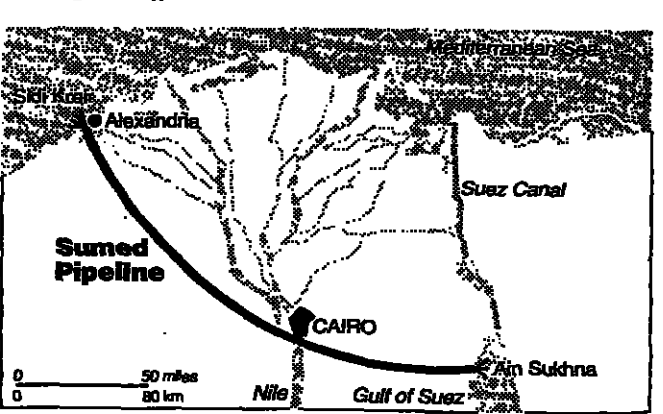 Mediterranean Sea
Sidi Kreir
Alexandria
Suez Canal
Sumed
Pipeline
CAIRO
0 50 miles
0 80 km
Nile
Gulf of Suez
Ain Sukhna